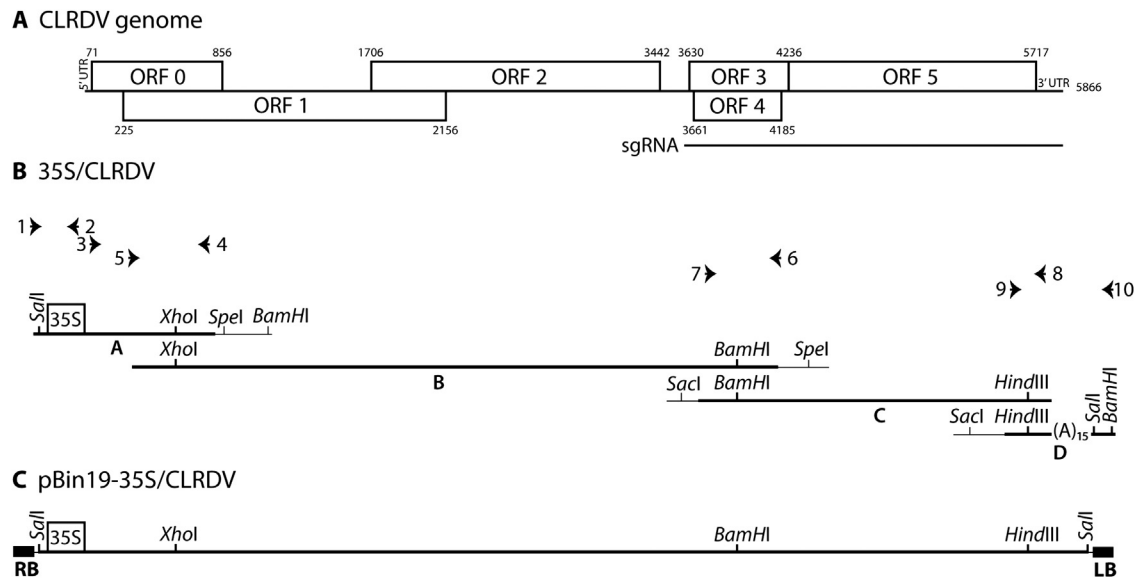 A CLRDV genome
71 856 1706 3442 3630 4236 5717
5' UTR ORF 0 ORF 2 ORF 3 ORF 5 3' UTR 5866
ORF 1 ORF 4
225 2156 3661 4185
sgRNA
B 35S/CLRDV
1 2
3 4
5 6
7 8
9 10
SalI 35S XhoI SpeI BamHI
A
XhoI BamHI SpeI
B
SacI BamHI HindIII SalI BamHI
C
SacI HindIII (A)15
D
C pBin19-35S/CLRDV
SalI 35S XhoI BamHI HindIII SalI
RB LB